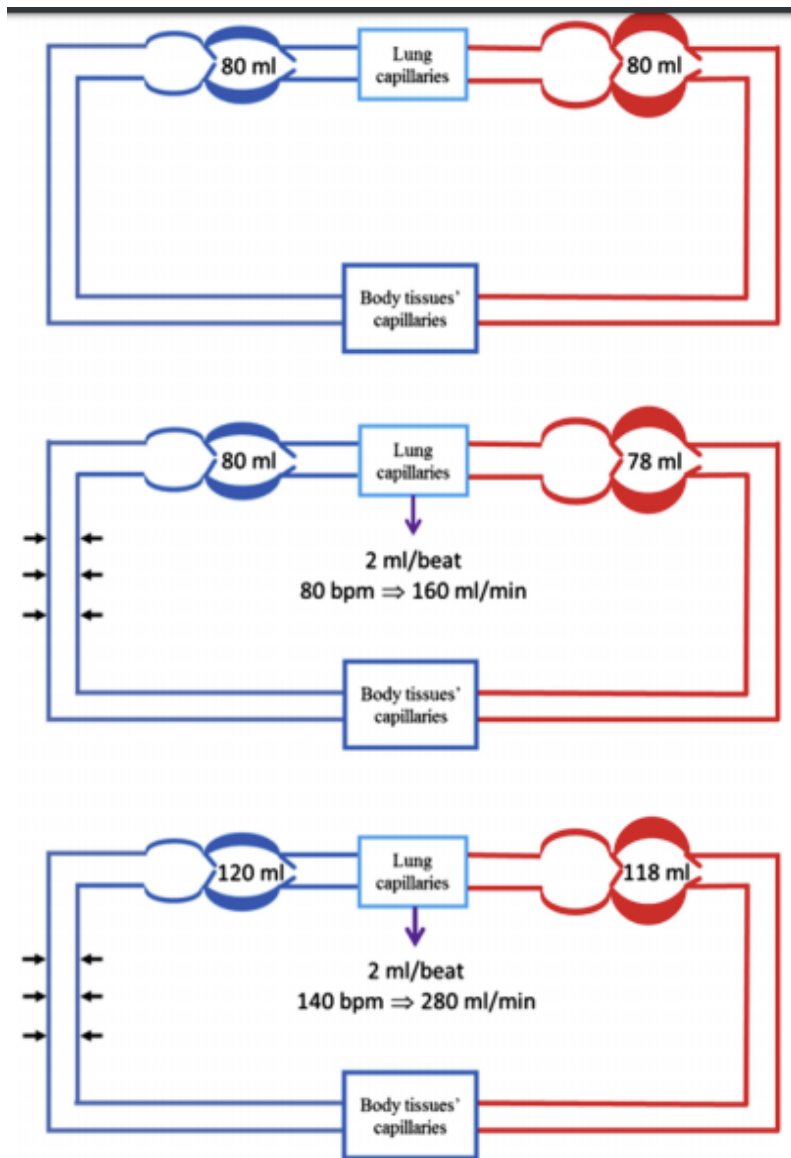 80 ml
Lung
capillaries
80 ml
Body tissues'
capillaries
80 ml
Lung
capillaries
78 ml
2 ml/beat
80 bpm ⇒ 160 ml/min
Body tissues'
capillaries
120 ml
Lung
capillaries
118 ml
2 ml/beat
140 bpm ⇒ 280 ml/min
Body tissues'
capillaries